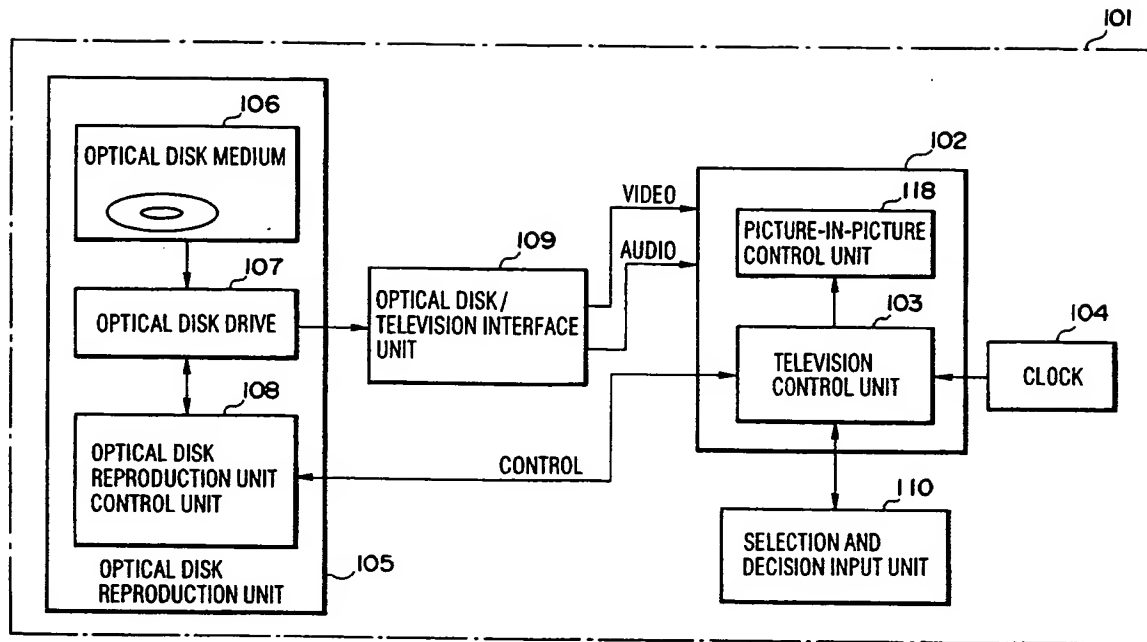 101
106
OPTICAL DISK MEDIUM
107
OPTICAL DISK DRIVE
108
OPTICAL DISK
REPRODUCTION UNIT
CONTROL UNIT
OPTICAL DISK
REPRODUCTION UNIT
105
109
OPTICAL DISK/
TELEVISION INTERFACE
UNIT
VIDEO
AUDIO
CONTROL
102
118
PICTURE-IN-PICTURE
CONTROL UNIT
103
TELEVISION
CONTROL UNIT
104
CLOCK
110
SELECTION AND
DECISION INPUT UNIT